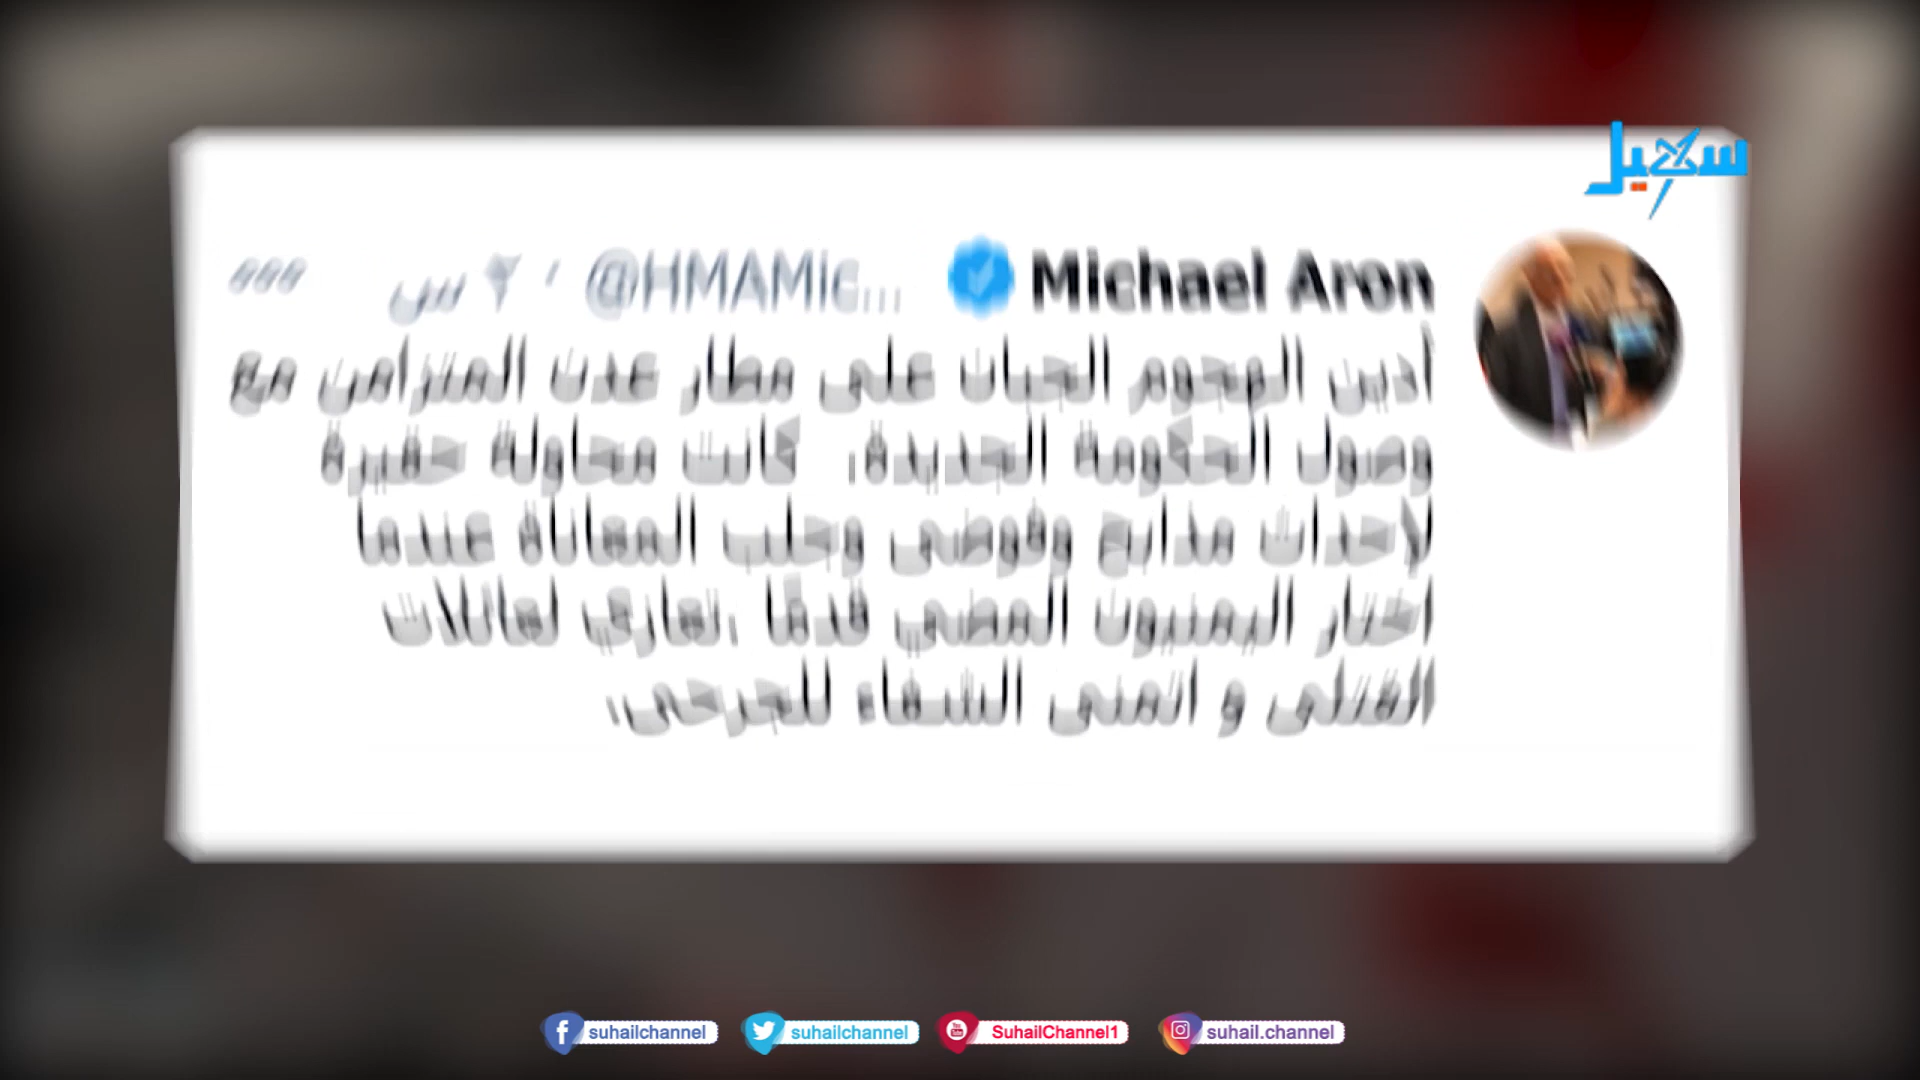 سهيل
Michael Aron @HMAMic... · ٢ س
أدين الهجوم الجبان على مطار عدن المتزامن مع
وصول الحكومة الجديدة. كانت محاولة حقيرة
لإحداث مذابح وفوضى وجلب المعاناة عندما
اختار اليمنيون المضي قدما .تعازي لعائلات
القتلى و اتمنى الشفاء للجرحى.
suhailchannel suhailchannel SuhailChannel1 suhail.channel